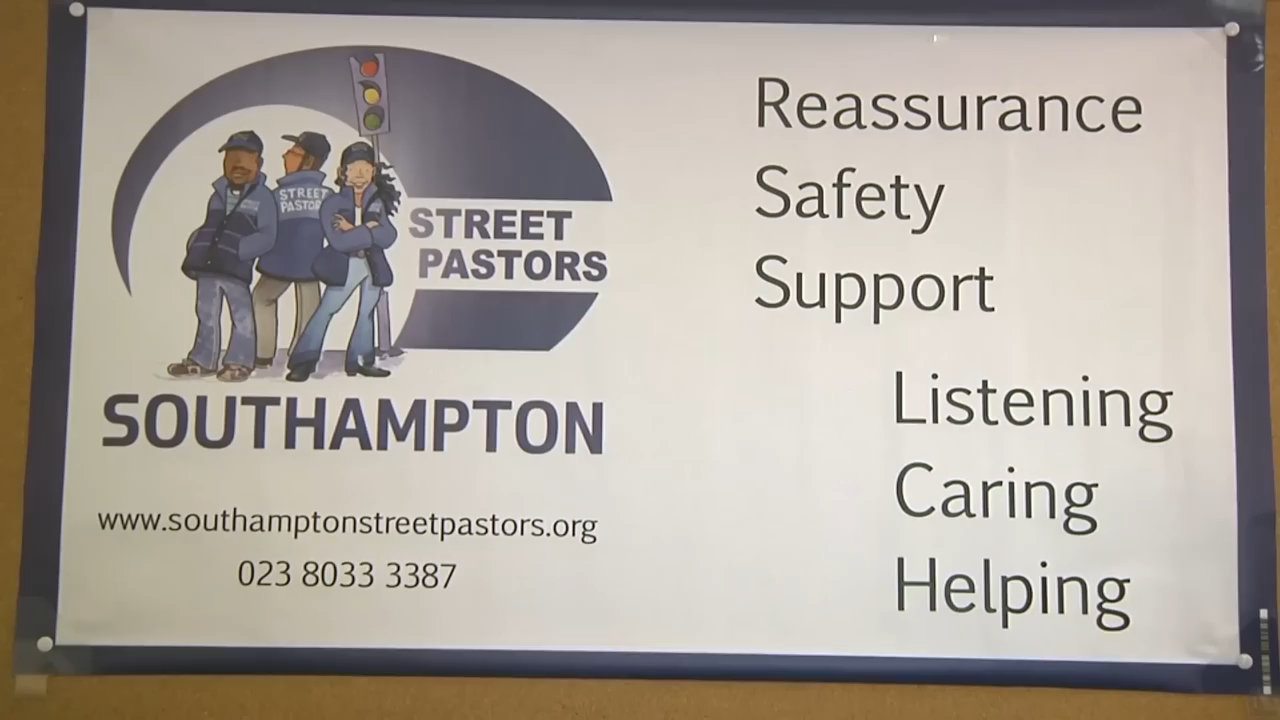 STREET
PASTORS
STREET
PASTORS
SOUTHAMPTON
www.southamptonstreetpastors.org
023 8033 3387
Reassurance
Safety
Support
Listening
Caring
Helping